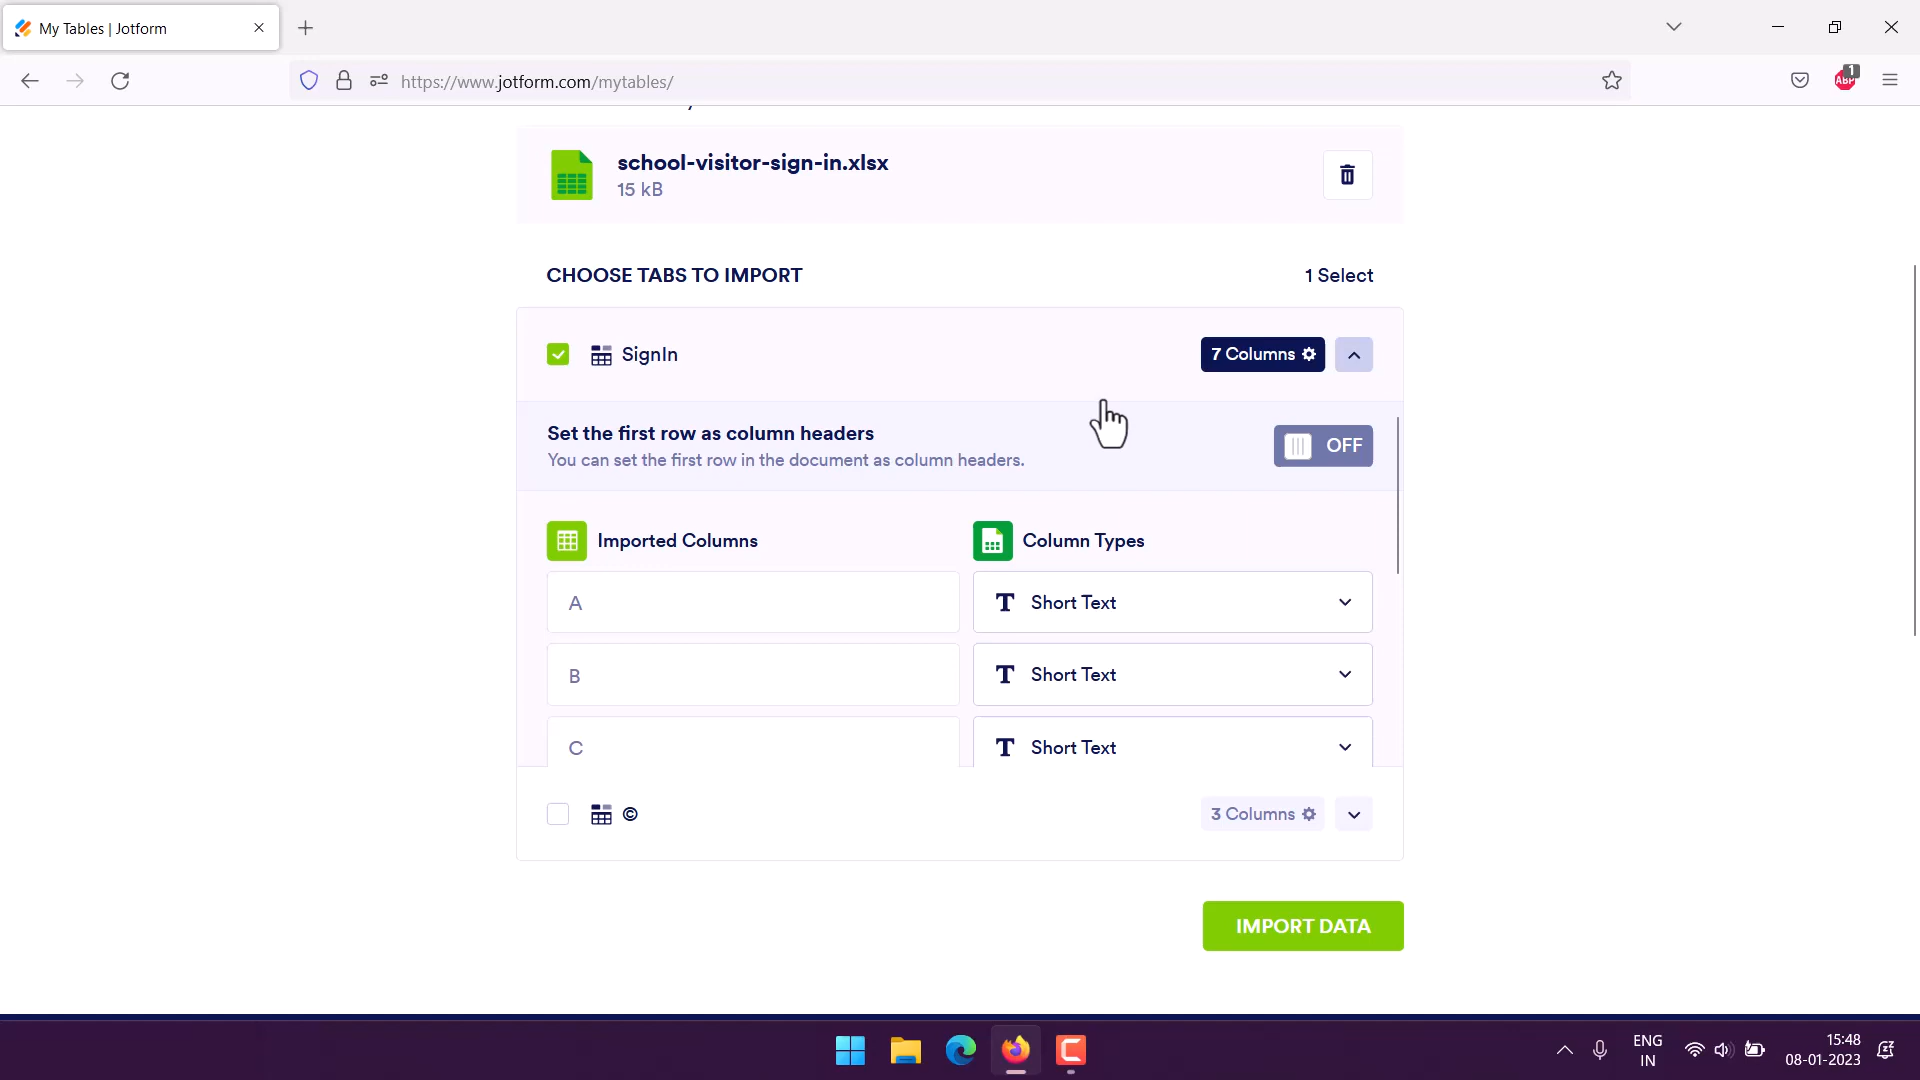 My Tables | Jotform
https://www.jotform.com/mytables/
ABP
1
school-visitor-sign-in.xlsx
15 kB
CHOOSE TABS TO IMPORT
1 Select
SignIn
7 Columns
Set the first row as column headers
You can set the first row in the document as column headers.
OFF
Imported Columns
Column Types
A
T Short Text
B
T Short Text
C
T Short Text
©
3 Columns
IMPORT DATA
ENG
IN
15:48
08-01-2023